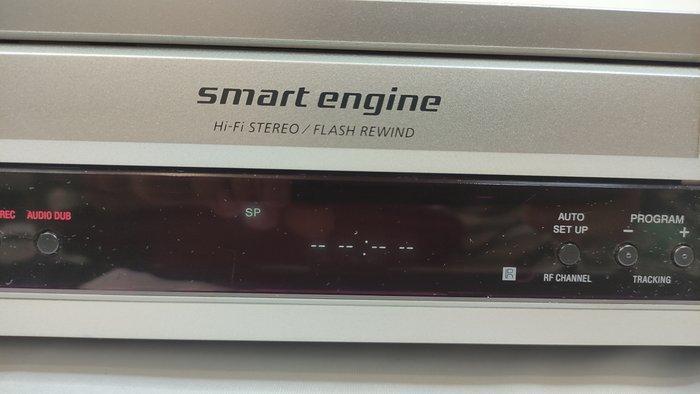 smart engine
Hi-Fi STEREO / FLASH REWIND
REC AUDIO DUB
SP
-- --:-- --
AUTO
SET UP
PROGRAM
- +
RF CHANNEL
TRACKING